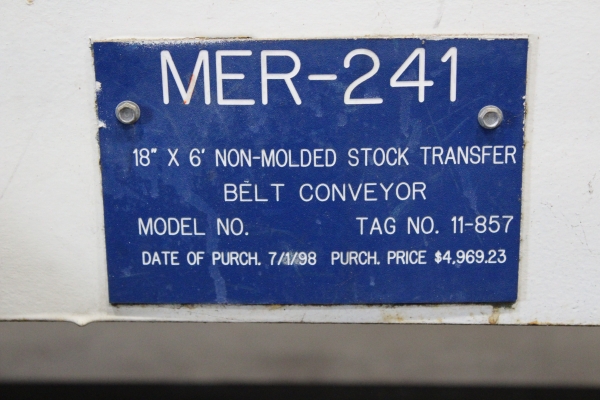 MER-241
18" X 6' NON-MOLDED STOCK TRANSFER
BELT CONVEYOR
MODEL NO. TAG NO. 11-857
DATE OF PURCH. 7/1/98 PURCH. PRICE $4,969.23